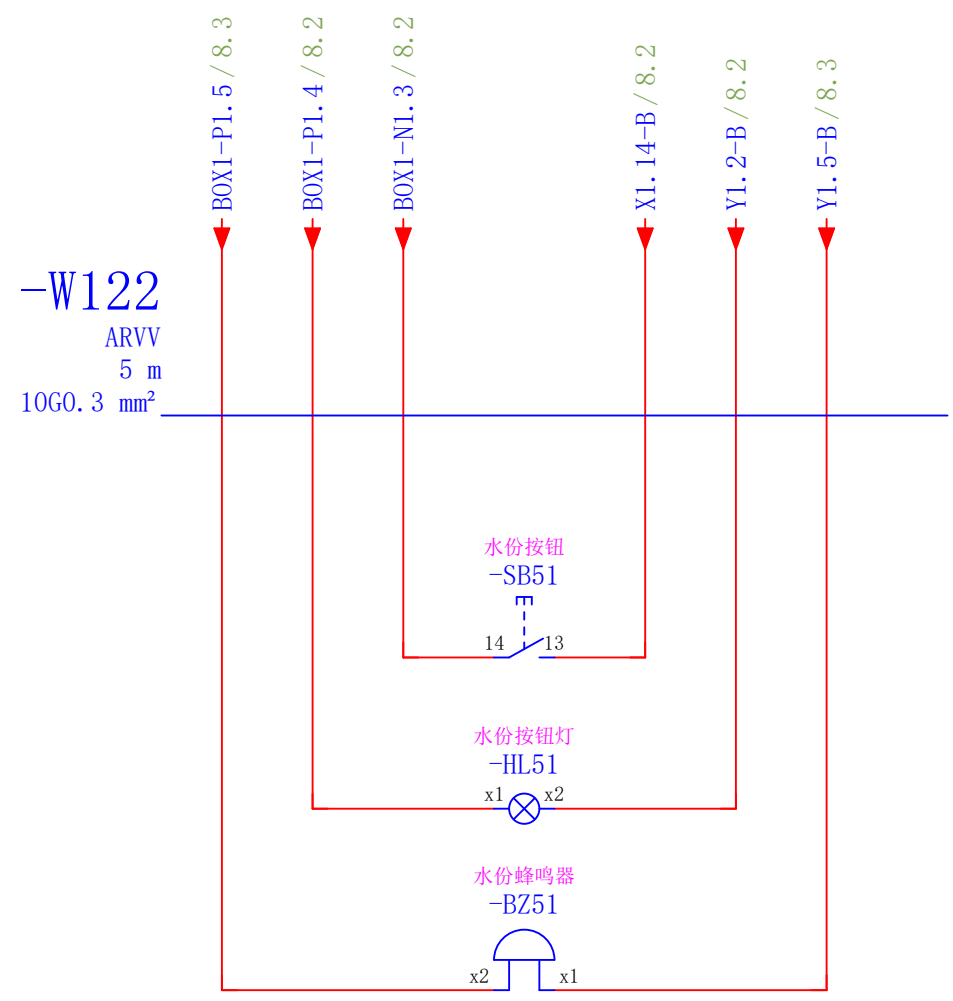 BOX1-P1.5/8.3
BOX1-P1.4/8.2
BOX1-N1.3/8.2
X1.14-B/8.2
Y1.2-B/8.2
Y1.5-B/8.3
-W122
ARVV
5 m
10G0.3 mm²
水份按钮
-SB51
14 13
水份按钮灯
-HL51
x1 x2
水份蜂鸣器
-BZ51
x2 x1